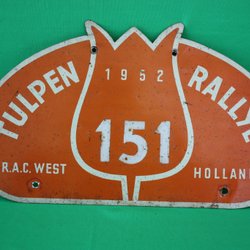 TULPEN RALLYE
1952
151
R.A.C. WEST HOLLAND